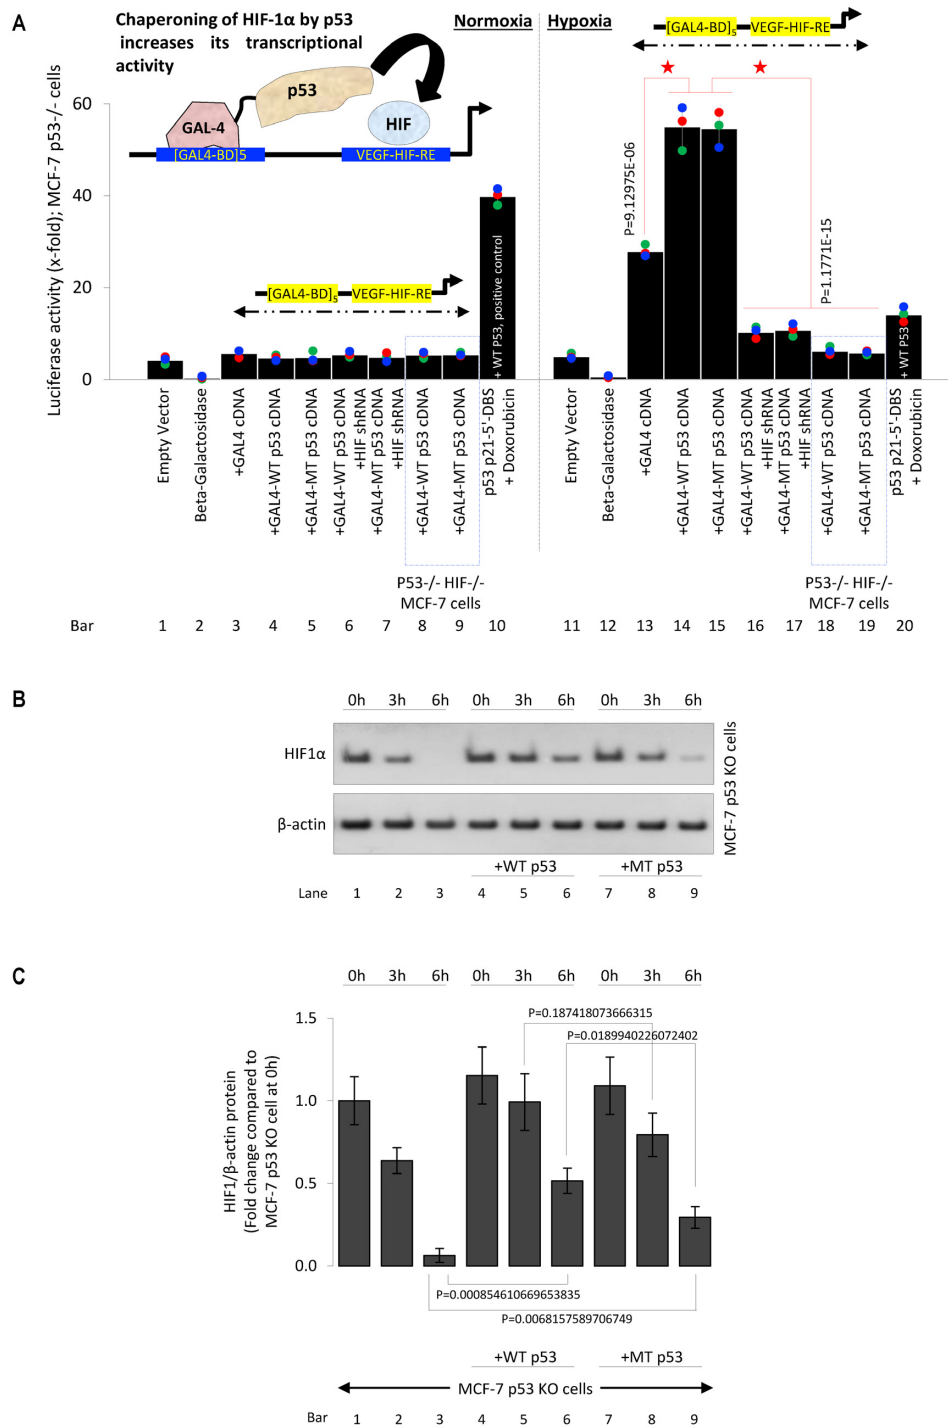 A
Chaperoning of HIF-1α by p53
increases its transcriptional
activity
Normoxia
Hypoxia
[GAL4-BD]5 VEGF-HIF-RE
p53
GAL-4
HIF
[GAL4-BD]5 VEGF-HIF-RE
[GAL4-BD]5 VEGF-HIF-RE
Luciferase activity (x-fold); MCF-7 p53-/- cells
60
40
20
0
P=9.12975E-06
P=1.1771E-15
+ WT P53, positive control
+ WT P53
Empty Vector
Beta-Galactosidase
+GAL4 cDNA
+GAL4-WT P53 cDNA
+GAL4-MT P53 cDNA
+GAL4-WT P53 cDNA
+HIF shRNA
+GAL4-MT P53 cDNA
+HIF shRNA
+GAL4-WT P53 cDNA
+GAL4-MT P53 cDNA
p53 p21-5'-DBS
+ Doxorubicin
Empty Vector
Beta-Galactosidase
+GAL4 cDNA
+GAL4-WT P53 cDNA
+GAL4-MT P53 cDNA
+GAL4-WT P53 cDNA
+HIF shRNA
+GAL4-MT P53 cDNA
+HIF shRNA
+GAL4-WT P53 cDNA
+GAL4-MT P53 cDNA
p53 p21-5'-DBS
+ Doxorubicin
P53-/- HIF-/-
MCF-7 cells
P53-/- HIF-/-
MCF-7 cells
Bar 1 2 3 4 5 6 7 8 9 10 11 12 13 14 15 16 17 18 19 20
B
0h 3h 6h 0h 3h 6h 0h 3h 6h
HIF1α
β-actin
MCF-7 p53 KO cells
+WT p53 +MT p53
Lane 1 2 3 4 5 6 7 8 9
C
0h 3h 6h 0h 3h 6h 0h 3h 6h
HIF1/β-actin protein
(Fold change compared to
MCF-7 p53 KO cell at 0h)
1.5
1.0
0.5
0.0
P=0.187418073666315
P=0.0189940226072402
P=0.000854610669653835
P=0.0068157589706749
+WT p53 +MT p53
MCF-7 p53 KO cells
Bar 1 2 3 4 5 6 7 8 9